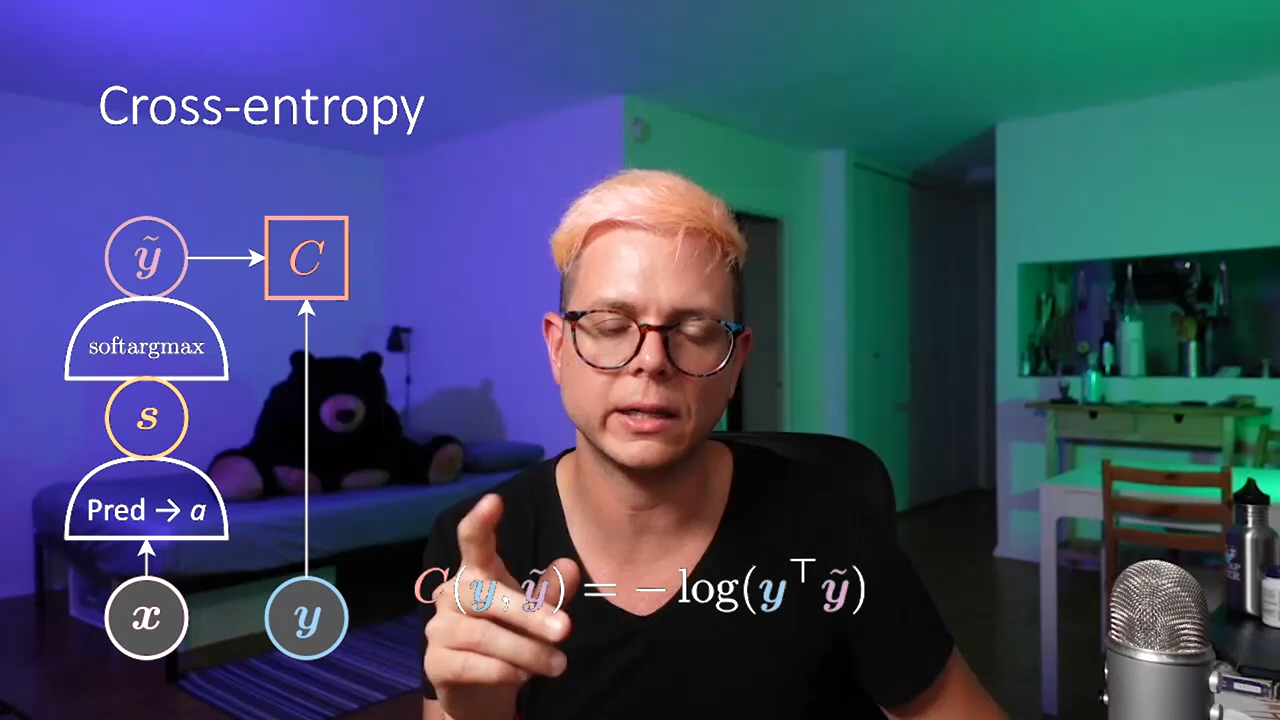 Cross-entropy
ỹ
C
softargmax
s
Pred → a
C(y, ỹ) = − log(y⊤ỹ)
x
y